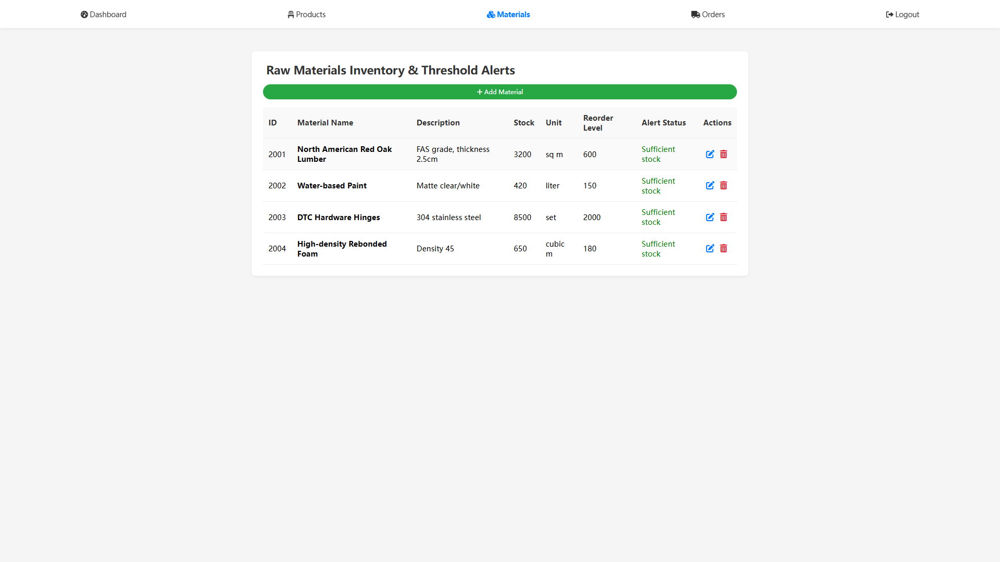 Dashboard Products Materials Orders Logout
Raw Materials Inventory & Threshold Alerts
+ Add Material
ID Material Name Description Stock Unit Reorder Level Alert Status Actions
2001 North American Red Oak Lumber FAS grade, thickness 2.5cm 3200 sq m 600 Sufficient stock
2002 Water-based Paint Matte clear/white 420 liter 150 Sufficient stock
2003 DTC Hardware Hinges 304 stainless steel 8500 set 2000 Sufficient stock
2004 High-density Rebonded Foam Density 45 650 cubic m 180 Sufficient stock